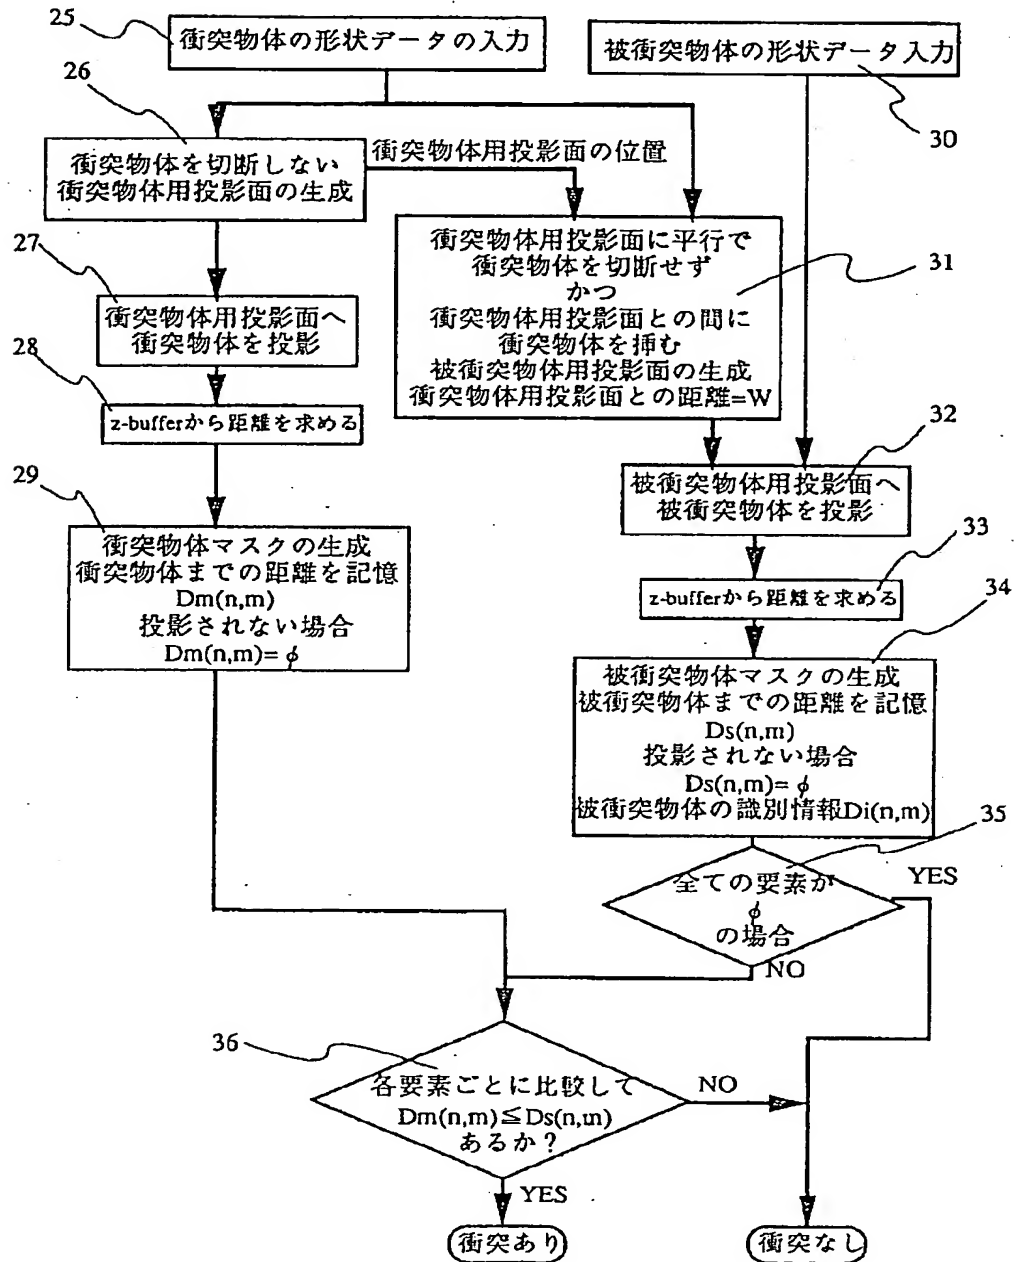 25
衝突物体の形状データの入力
被衝突物体の形状データ入力
30
26
衝突物体を切断しない
衝突物体用投影面の生成
衝突物体用投影面の位置
27
衝突物体用投影面へ
衝突物体を投影
衝突物体用投影面に平行で
衝突物体を切断せず
かつ
衝突物体用投影面との間に
衝突物体を挿む
被衝突物体用投影面の生成
衝突物体用投影面との距離=W
31
28
z-bufferから距離を求める
32
被衝突物体用投影面へ
被衝突物体を投影
29
衝突物体マスクの生成
衝突物体までの距離を記憶
Dm(n,m)
投影されない場合
Dm(n,m)= φ
33
z-bufferから距離を求める
34
被衝突物体マスクの生成
被衝突物体までの距離を記憶
Ds(n,m)
投影されない場合
Ds(n,m)= φ
被衝突物体の識別情報Di(n,m)
35
全ての要素が
φ
の場合
YES
NO
36
各要素ごとに比較して
Dm(n,m)≦Ds(n,m)
あるか？
NO
YES
衝突あり
衝突なし